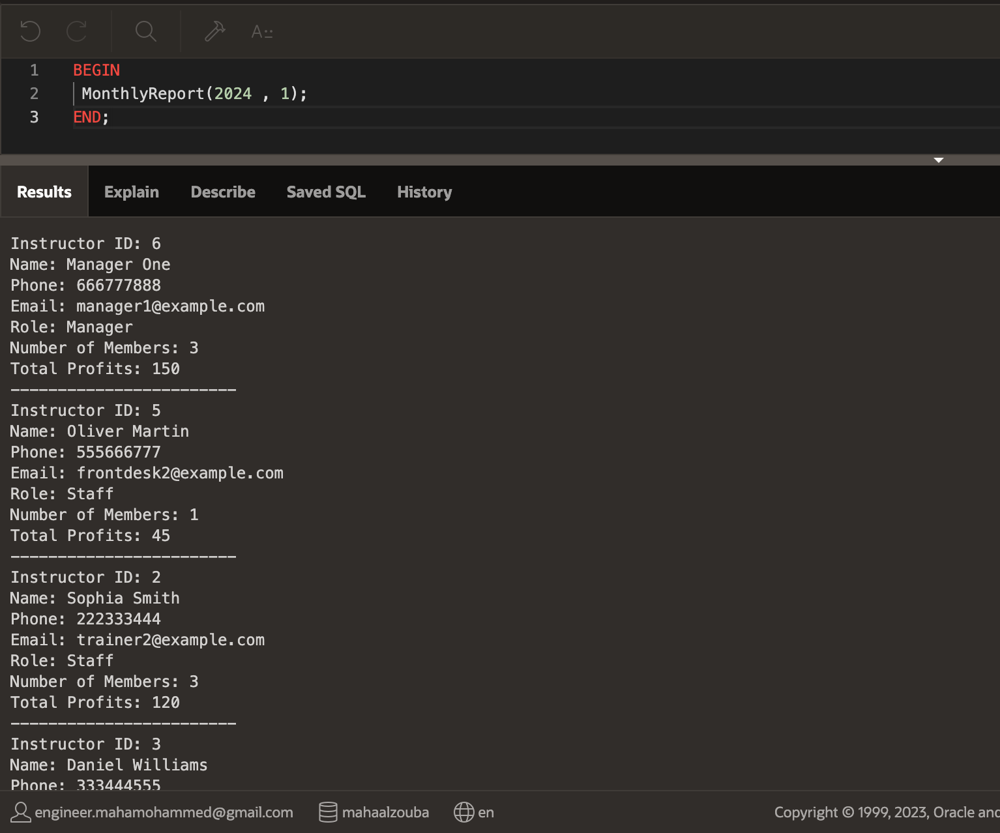 A::
1 BEGIN
2 MonthlyReport(2024 , 1);
3 END;
Results Explain Describe Saved SQL History
Instructor ID: 6
Name: Manager One
Phone: 666777888
Email: manager1@example.com
Role: Manager
Number of Members: 3
Total Profits: 150
------------------------
Instructor ID: 5
Name: Oliver Martin
Phone: 555666777
Email: frontdesk2@example.com
Role: Staff
Number of Members: 1
Total Profits: 45
------------------------
Instructor ID: 2
Name: Sophia Smith
Phone: 222333444
Email: trainer2@example.com
Role: Staff
Number of Members: 3
Total Profits: 120
------------------------
Instructor ID: 3
Name: Daniel Williams
Phone: 333444555
engineer.mahamohammed@gmail.com mahaalzouba en Copyright © 1999, 2023, Oracle and